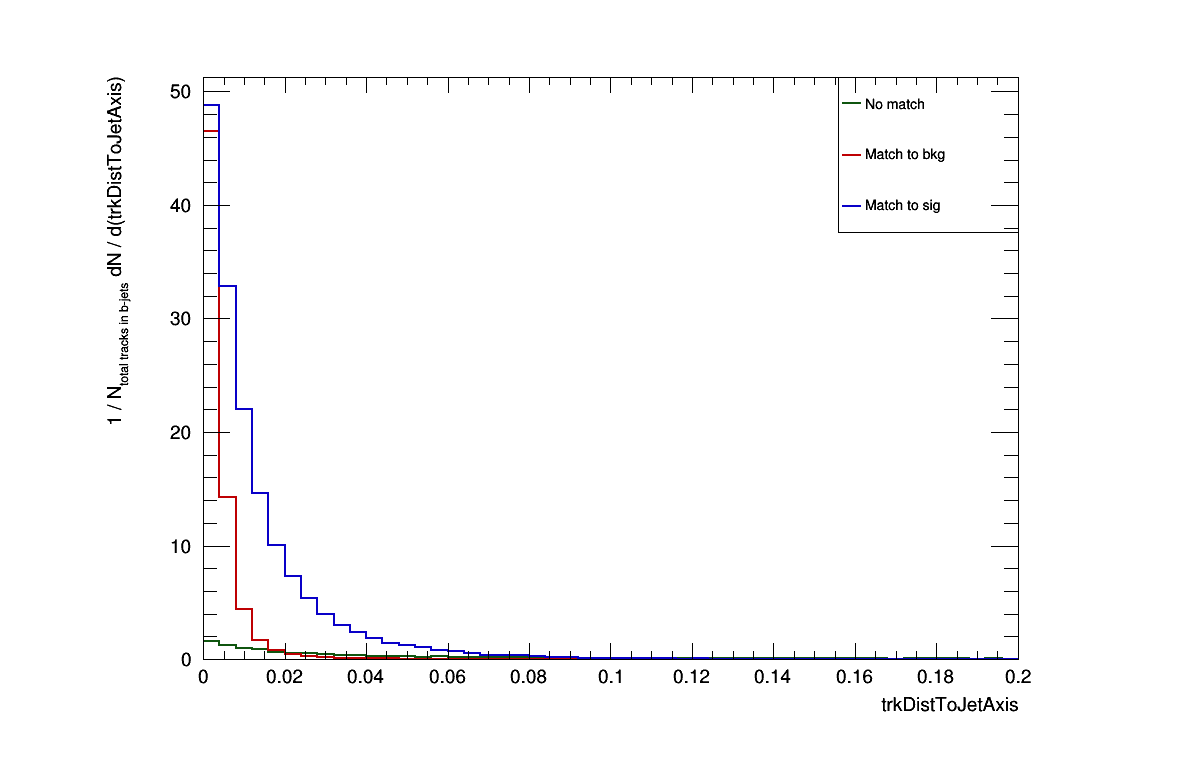 1 / N_total tracks in b-jets dN / d(trkDistToJetAxis)
50
40
30
20
10
0
No match
Match to bkg
Match to sig
0 0.02 0.04 0.06 0.08 0.1 0.12 0.14 0.16 0.18 0.2
trkDistToJetAxis